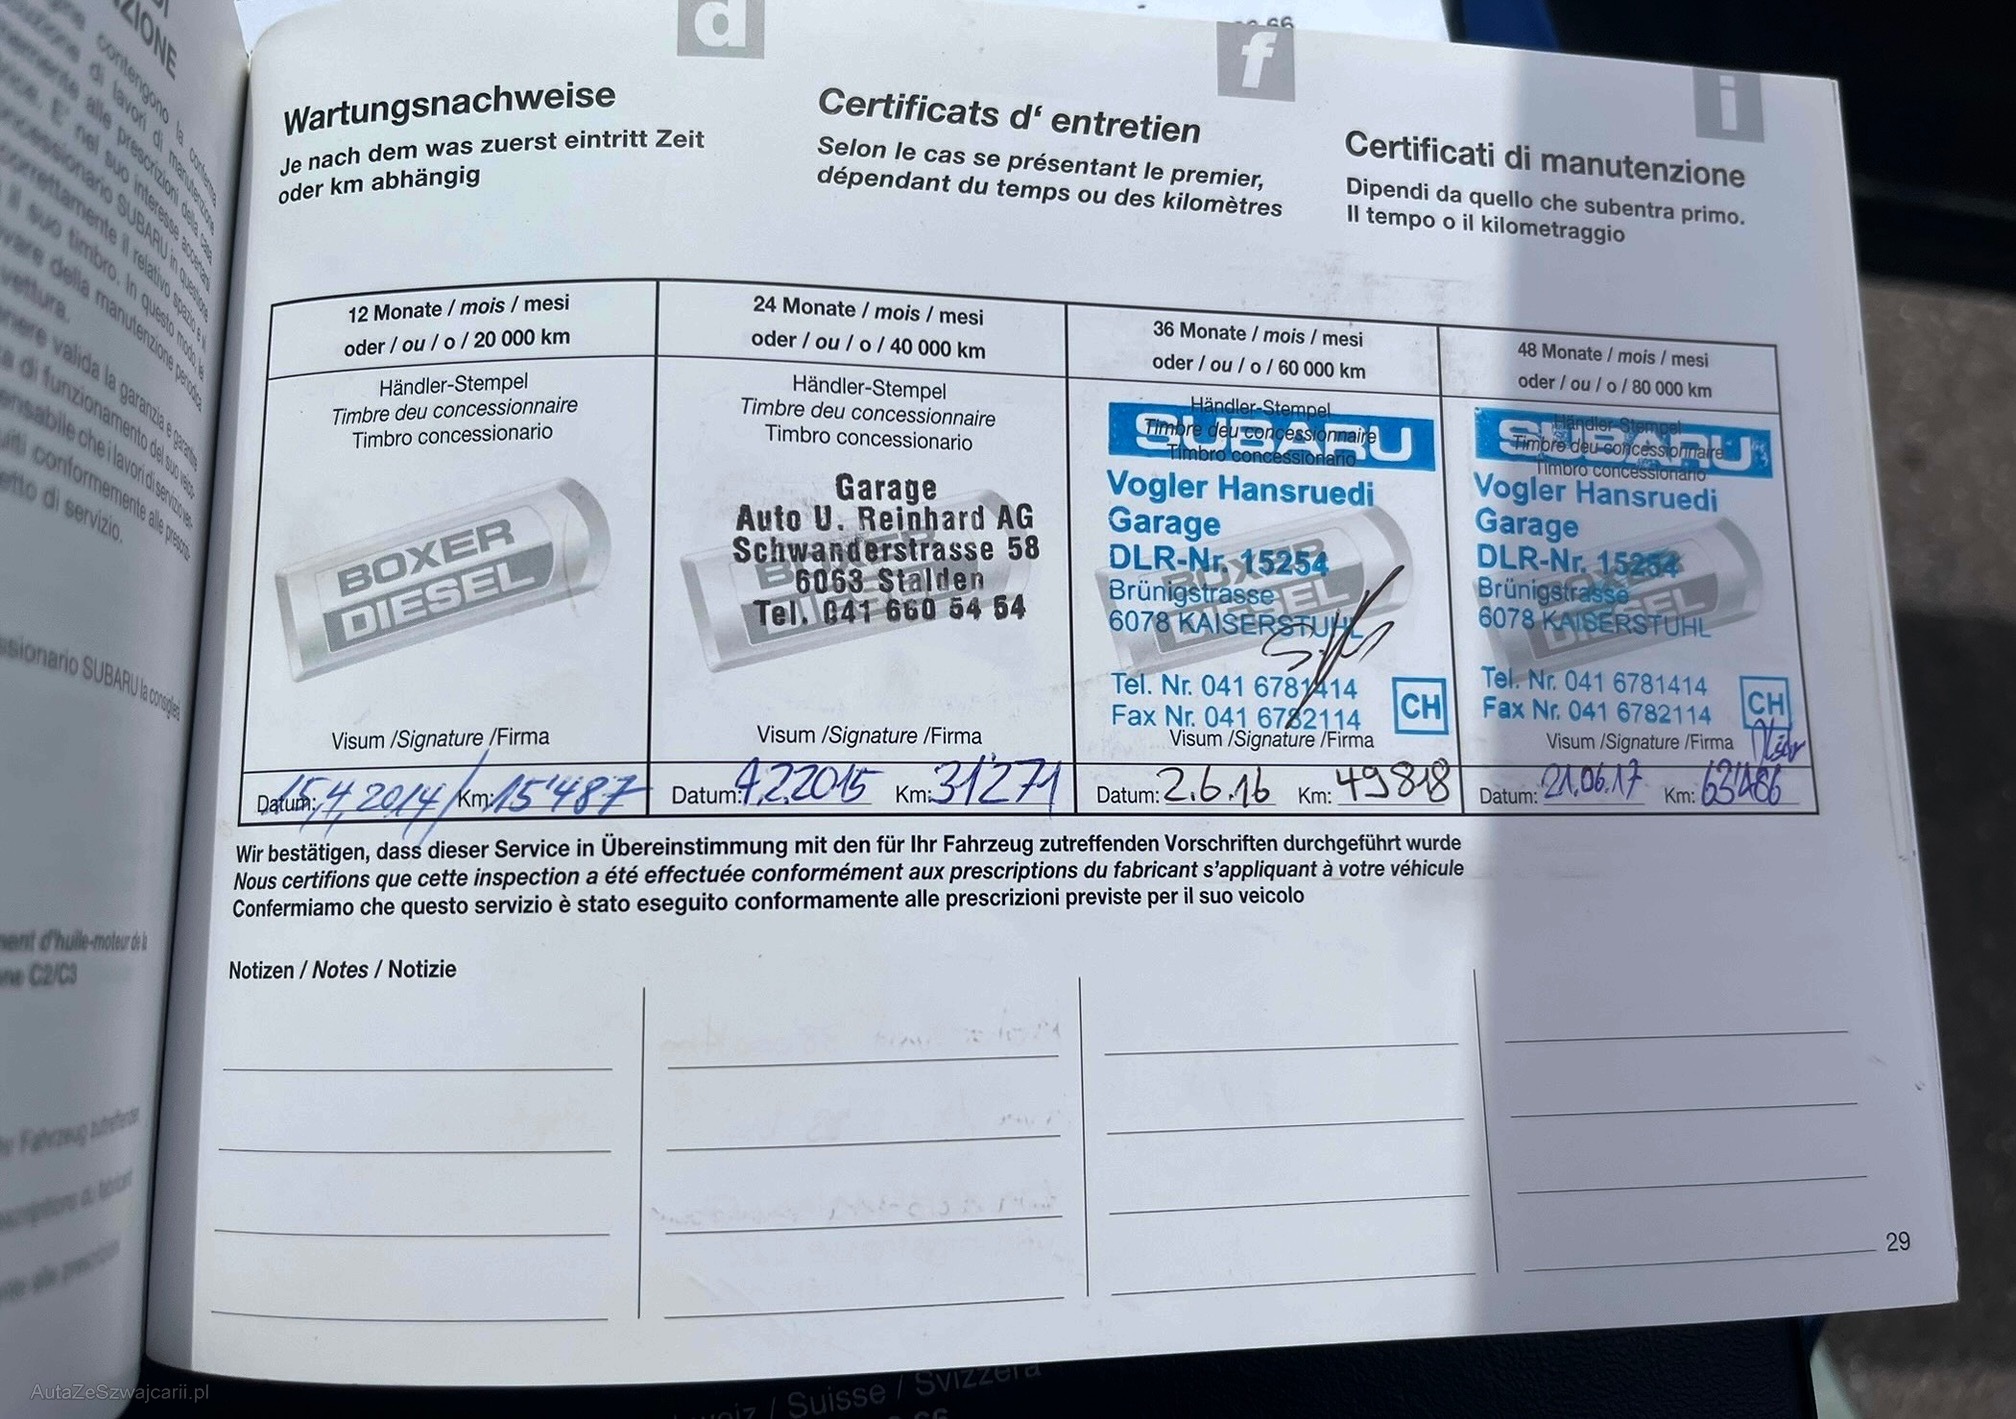 d
f
i
Wartungsnachweise
Je nach dem was zuerst eintritt Zeit
oder km abhängig
Certificats d‘ entretien
Selon le cas se présentant le premier,
dépendant du temps ou des kilomètres
Certificati di manutenzione
Dipendi da quello che subentra primo.
Il tempo o il kilometraggio
12 Monate / mois / mesi
oder / ou / o / 20 000 km
Händler-Stempel
Timbre deu concessionnaire
Timbro concessionario
BOXER
DIESEL
Visum /Signature /Firma
Datum: 15.4.2014 Km: 15'487
24 Monate / mois / mesi
oder / ou / o / 40 000 km
Händler-Stempel
Timbre deu concessionnaire
Timbro concessionario
Garage
Auto U. Reinhard AG
Schwanderstrasse 58
6063 Stalden
Tel. 041 660 54 54
Visum /Signature /Firma
Datum: 4.2.2015 Km: 31'271
36 Monate / mois / mesi
oder / ou / o / 60 000 km
Händler-Stempel
Timbre deu concessionnaire
Timbro concessionario
SUBARU
Vogler Hansruedi
Garage
DLR-Nr. 15254
Brünigstrasse
6078 KAISERSTUHL
Tel. Nr. 041 6781414
Fax Nr. 041 6782114
CH
Visum /Signature /Firma
Datum: 2.6.16 Km: 49818
48 Monate / mois / mesi
oder / ou / o / 80 000 km
Händler-Stempel
Timbre deu concessionnaire
Timbro concessionario
SUBARU
Vogler Hansruedi
Garage
DLR-Nr. 15254
Brünigstrasse
6078 KAISERSTUHL
Tel. Nr. 041 6781414
Fax Nr. 041 6782114
CH
Visum /Signature /Firma
Datum: 21.06.17 Km:
Wir bestätigen, dass dieser Service in Übereinstimmung mit den für Ihr Fahrzeug zutreffenden Vorschriften durchgeführt wurde
Nous certifions que cette inspection a été effectuée conformément aux prescriptions du fabricant s'appliquant à votre véhicule
Confermiamo che questo servizio è stato eseguito conformamente alle prescrizioni previste per il suo veicolo
Notizen / Notes / Notizie
29
AutaZeSzwajcarii.pl
/ Suisse / Svizzera